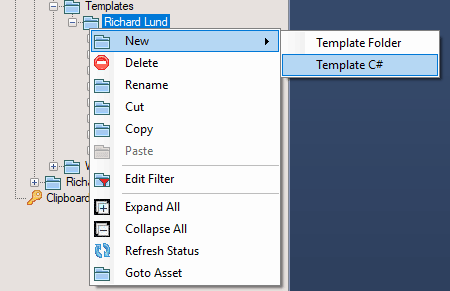 Templates
Richard Lund
New
Template Folder
Template C#
Delete
Rename
Cut
Copy
Paste
Edit Filter
Expand All
Collapse All
Refresh Status
Goto Asset
Clipboard